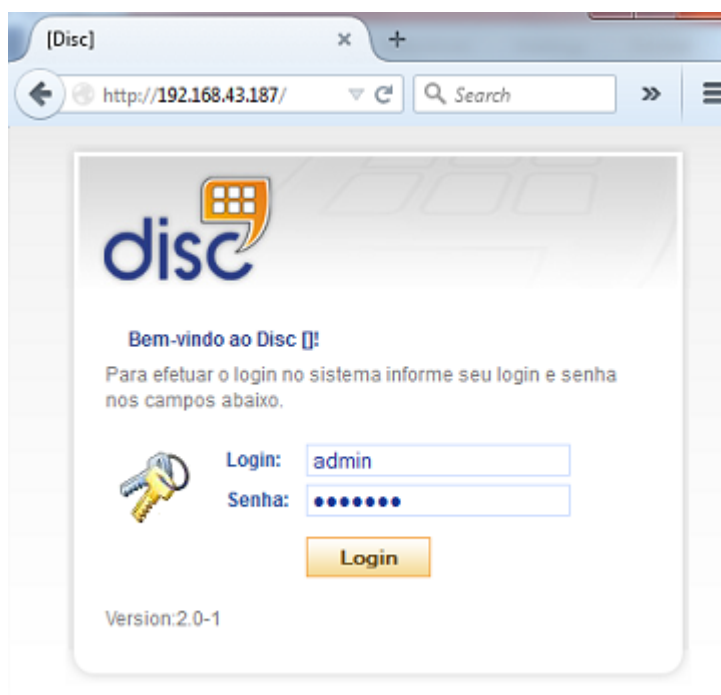 [Disc]
http://192.168.43.187/ Search
disc
Bem-vindo ao Disc []!
Para efetuar o login no sistema informe seu login e senha
nos campos abaixo.
Login: admin
Senha: •••••••
Login
Version:2.0-1